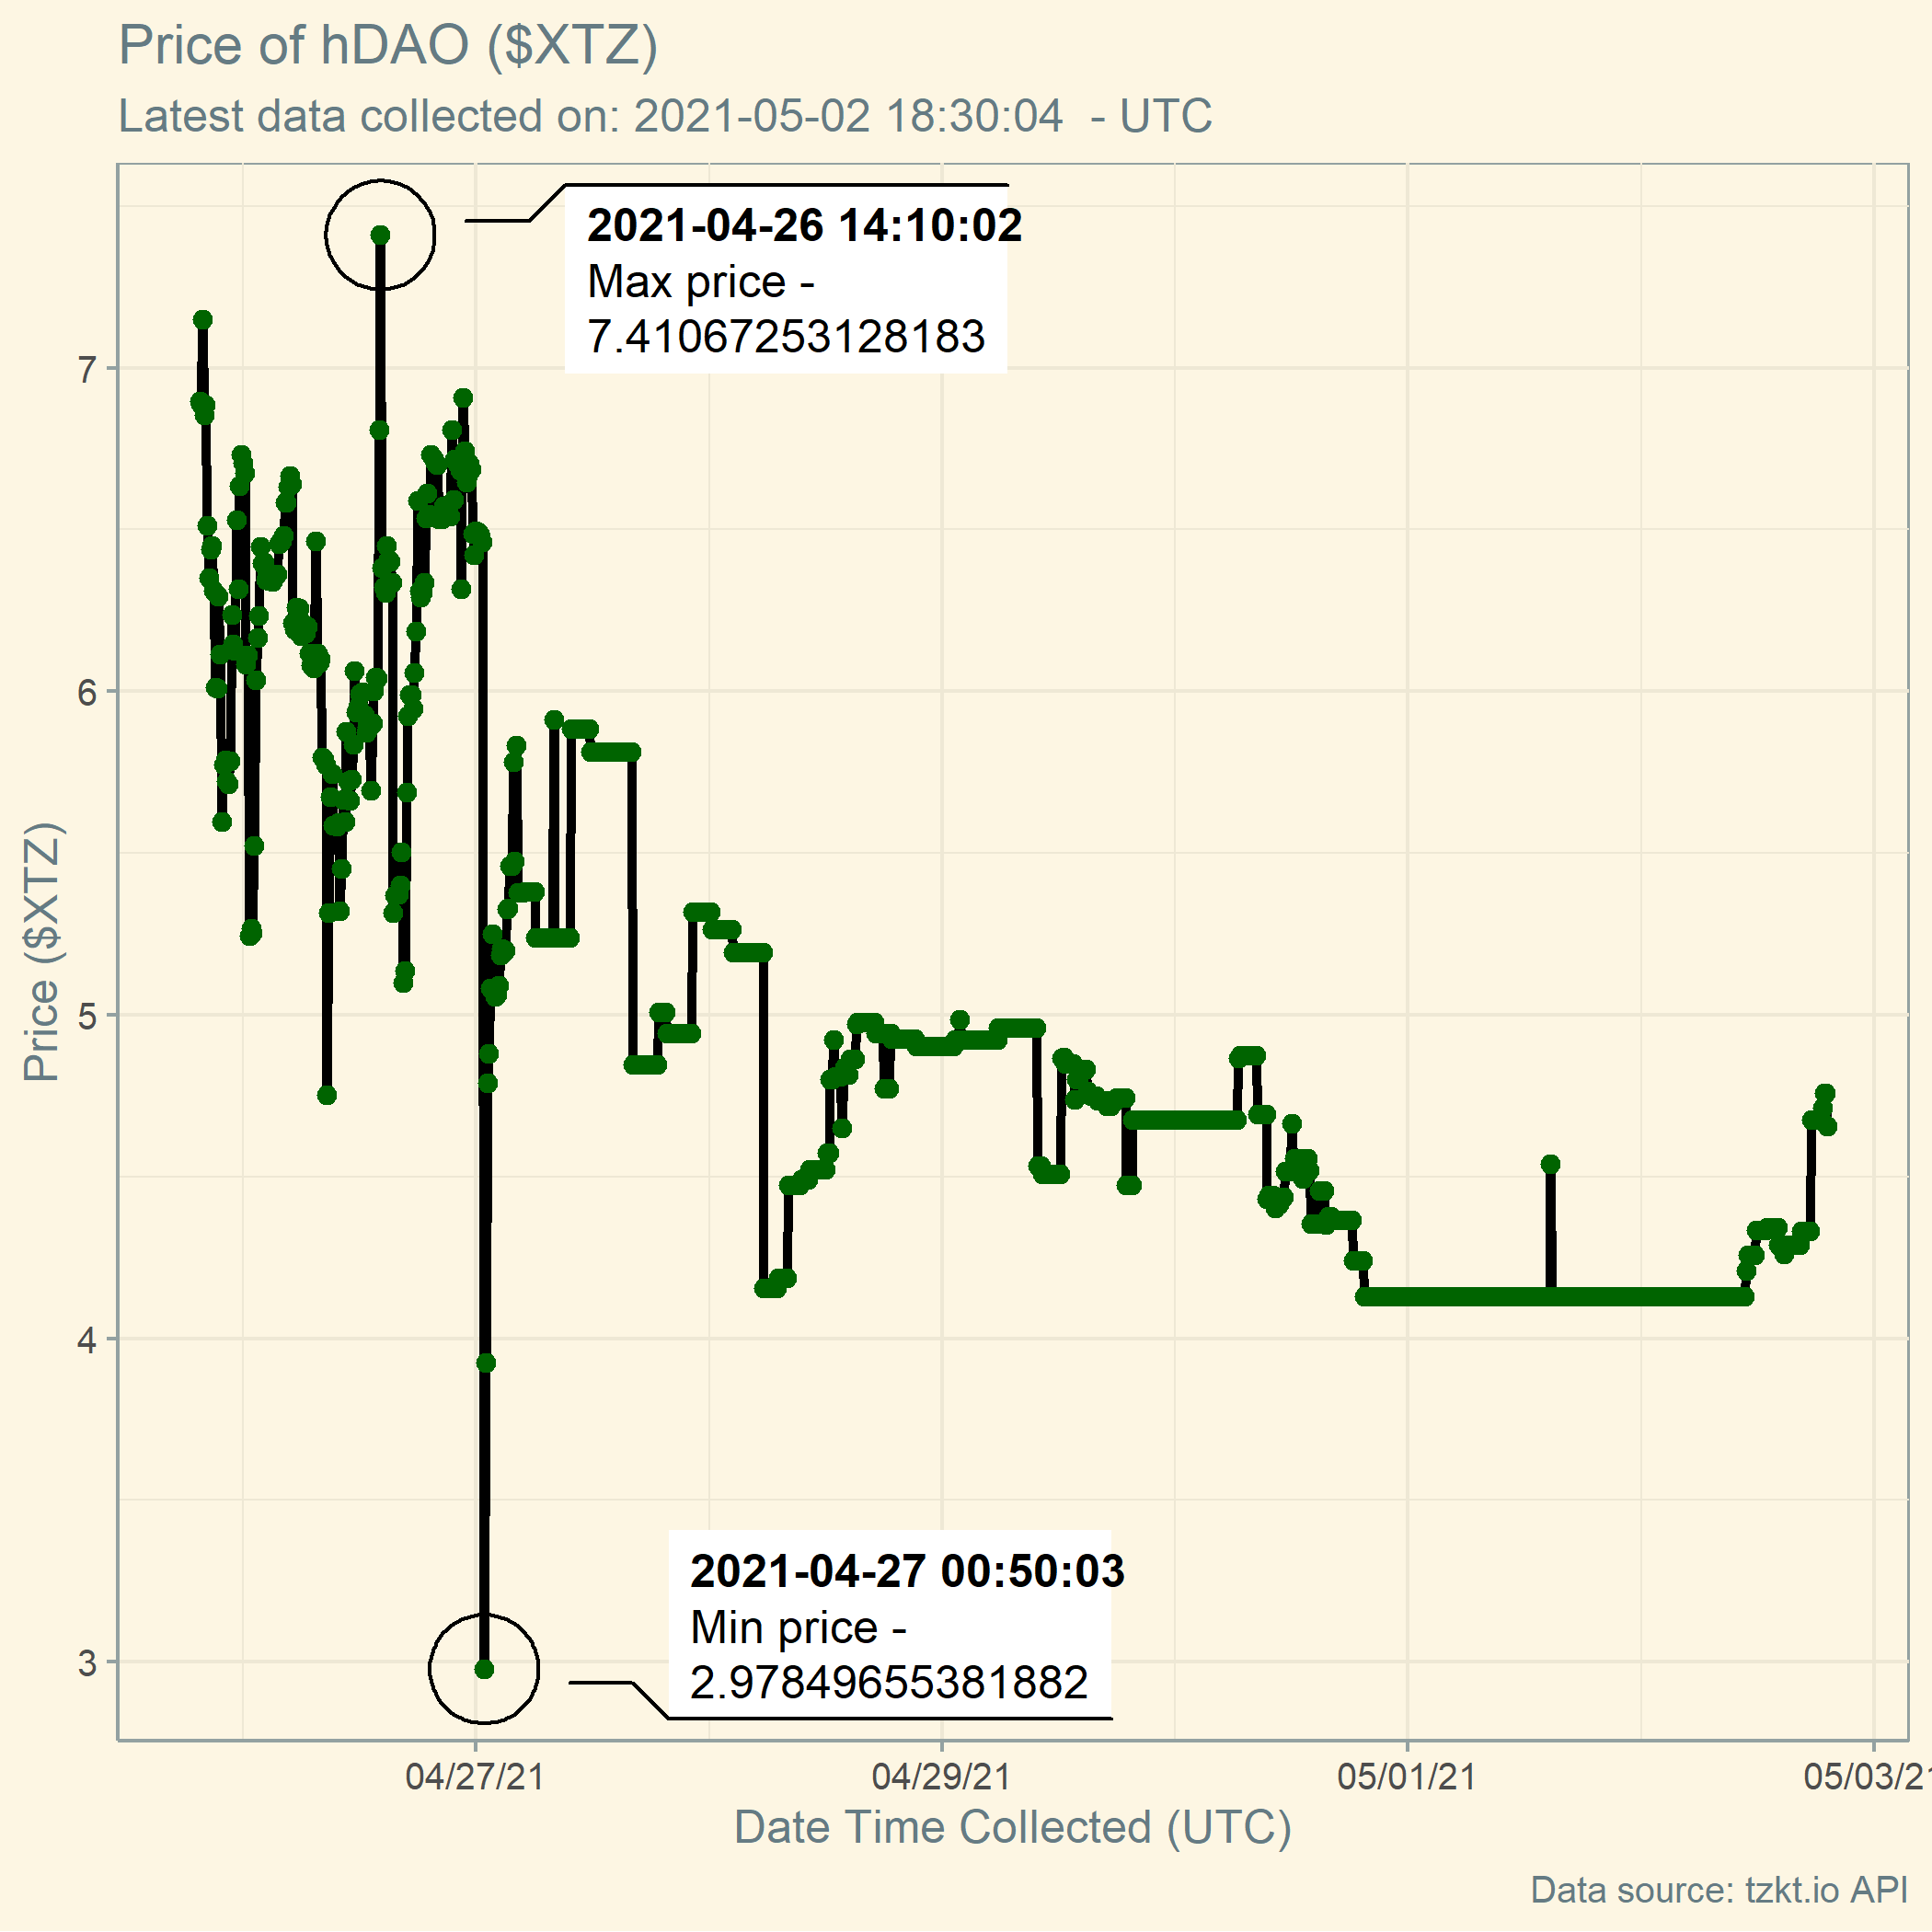 Price of hDAO ($XTZ)
Latest data collected on: 2021-05-02 18:30:04 - UTC
2021-04-26 14:10:02
Max price -
7.41067253128183
7
6
Price ($XTZ)
5
4
2021-04-27 00:50:03
Min price -
2.97849655381882
3
04/27/21
04/29/21
05/01/21
05/03/21
Date Time Collected (UTC)
Data source: tzkt.io API